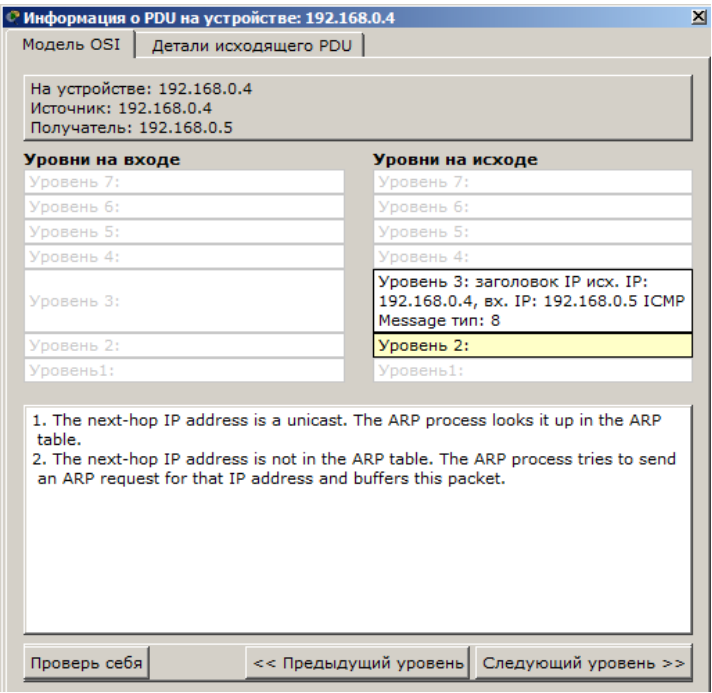 Информация о PDU на устройстве: 192.168.0.4
Модель OSI
Детали исходящего PDU
На устройстве: 192.168.0.4
Источник: 192.168.0.4
Получатель: 192.168.0.5
Уровни на входе
Уровень 7:
Уровень 6:
Уровень 5:
Уровень 4:
Уровень 3:
Уровень 2:
Уровень1:
Уровни на исходе
Уровень 7:
Уровень 6:
Уровень 5:
Уровень 4:
Уровень 3: заголовок IP исх. IP:
192.168.0.4, вх. IP: 192.168.0.5 ICMP
Message тип: 8
Уровень 2:
Уровень1:
1. The next-hop IP address is a unicast. The ARP process looks it up in the ARP
table.
2. The next-hop IP address is not in the ARP table. The ARP process tries to send
an ARP request for that IP address and buffers this packet.
Проверь себя
<< Предыдущий уровень
Следующий уровень >>